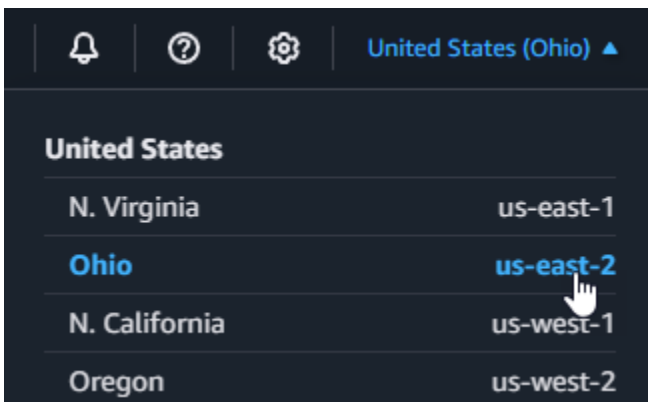 United States (Ohio)
United States
N. Virginia us-east-1
Ohio us-east-2
N. California us-west-1
Oregon us-west-2